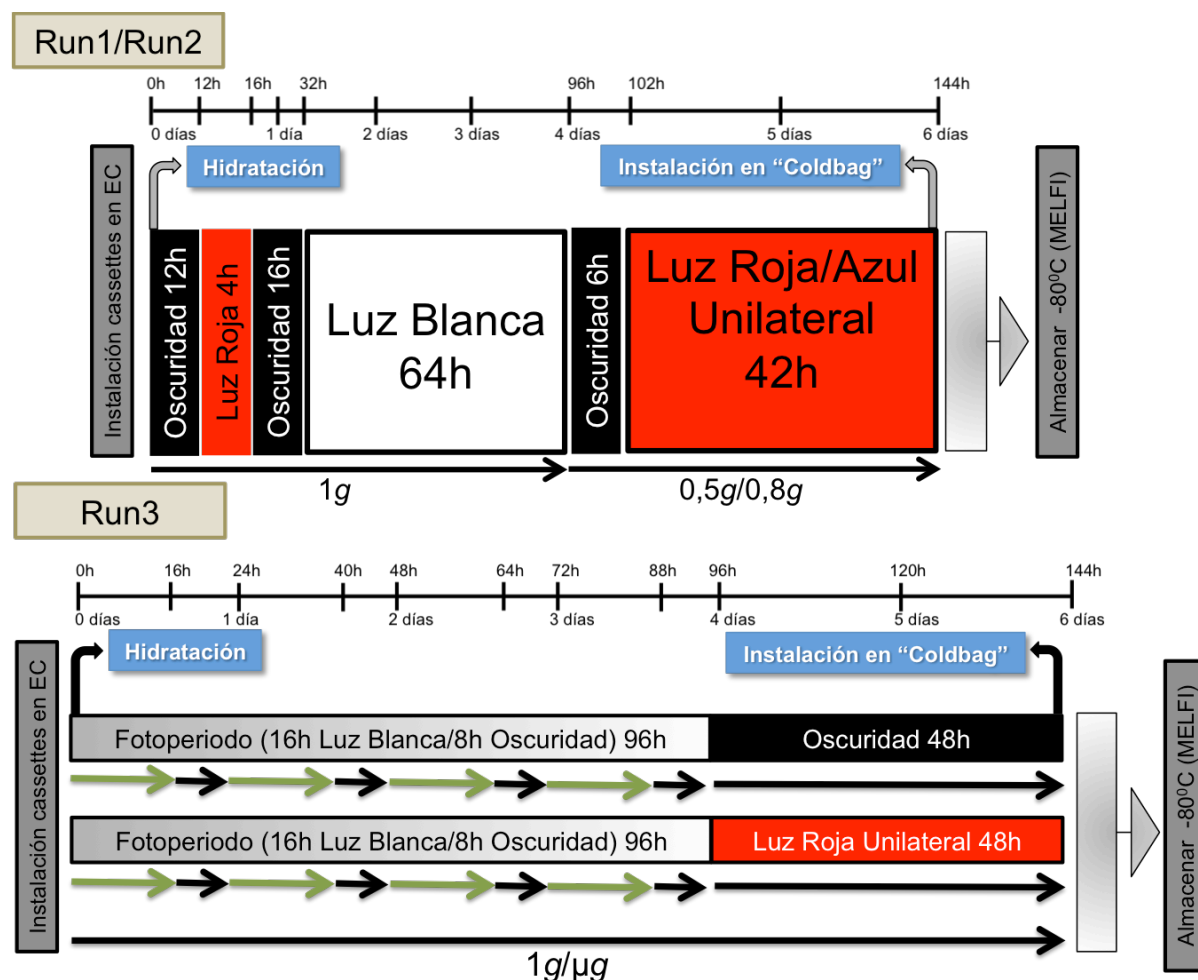 Run1/Run2
0h 12h 16h 32h 96h 102h 144h
0 días 1 día 2 días 3 días 4 días 5 días 6 días
Hidratación
Instalación en “Coldbag”
Instalación cassettes en EC
Oscuridad 12h
Luz Roja 4h
Oscuridad 16h
Luz Blanca
64h
Oscuridad 6h
Luz Roja/Azul
Unilateral
42h
Almacenar -80⁰C (MELFI)
1g
0,5g/0,8g
Run3
0h 16h 24h 40h 48h 64h 72h 88h 96h 120h 144h
0 días 1 día 2 días 3 días 4 días 5 días 6 días
Hidratación
Instalación en “Coldbag”
Instalación cassettes en EC
Fotoperiodo (16h Luz Blanca/8h Oscuridad) 96h
Oscuridad 48h
Fotoperiodo (16h Luz Blanca/8h Oscuridad) 96h
Luz Roja Unilateral 48h
Almacenar -80⁰C (MELFI)
1g/µg